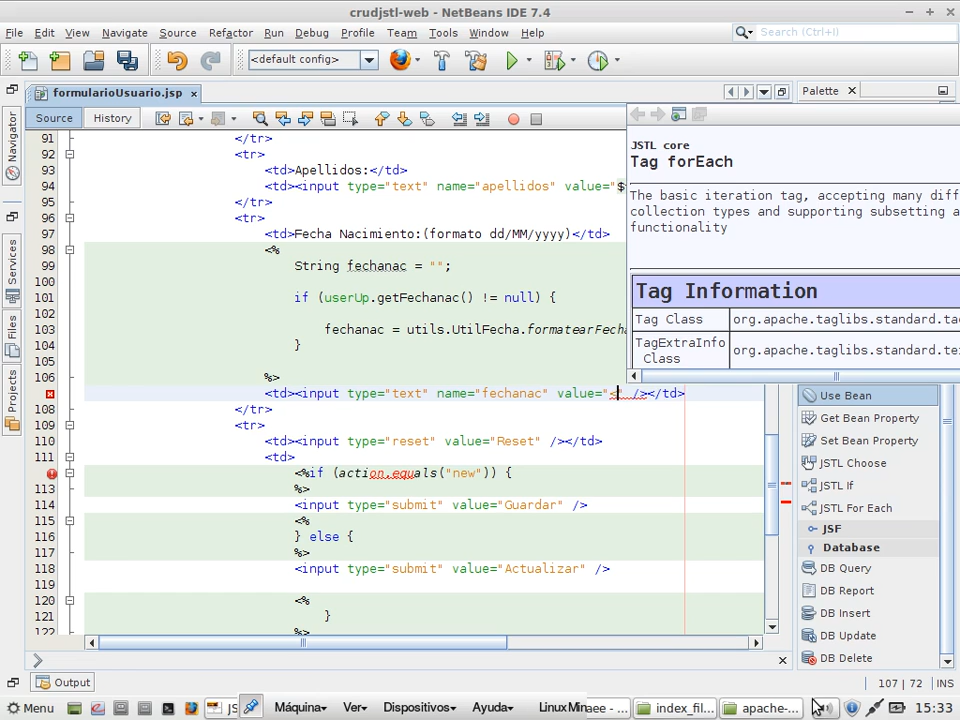 crudjstl-web - NetBeans IDE 7.4
File Edit View Navigate Source Refactor Run Debug Profile Team Tools Window Help
Search (Ctrl+I)
<default config>
formularioUsuario.jsp
Palette
Source History
Navigator
Services
Files
Projects
91 </tr>
92 <tr>
93 <td>Apellidos:</td>
94 <td><input type="text" name="apellidos" value="$
95 </tr>
96 <tr>
97 <td>Fecha Nacimiento:(formato dd/MM/yyyy)</td>
98 <%
99 String fechanac = "";
100
101 if (userUp.getFechanac() != null) {
102
103 fechanac = utils.UtilFecha.formatearFecha
104 }
105
106 %>
<td><input type="text" name="fechanac" value="<" /></td>
108 </tr>
109 <tr>
110 <td><input type="reset" value="Reset" /></td>
111 <td>
<%if (action.equals("new")) {
113 %>
114 <input type="submit" value="Guardar" />
115 <%
116 } else {
117 %>
118 <input type="submit" value="Actualizar" />
119
120 <%
121 }
122 %>
JSTL core
Tag forEach
The basic iteration tag, accepting many diff
collection types and supporting subsetting a
functionality
Tag Information
Tag Class org.apache.taglibs.standard.ta
TagExtraInfo Class org.apache.taglibs.standard.te
Use Bean
Get Bean Property
Set Bean Property
JSTL Choose
JSTL If
JSTL For Each
JSF
Database
DB Query
DB Report
DB Insert
DB Update
DB Delete
Output
107 | 72 INS
Menu
JS
Máquina Ver Dispositivos Ayuda LinuxMin
aee - ...
index_fil...
apache-...
15:33